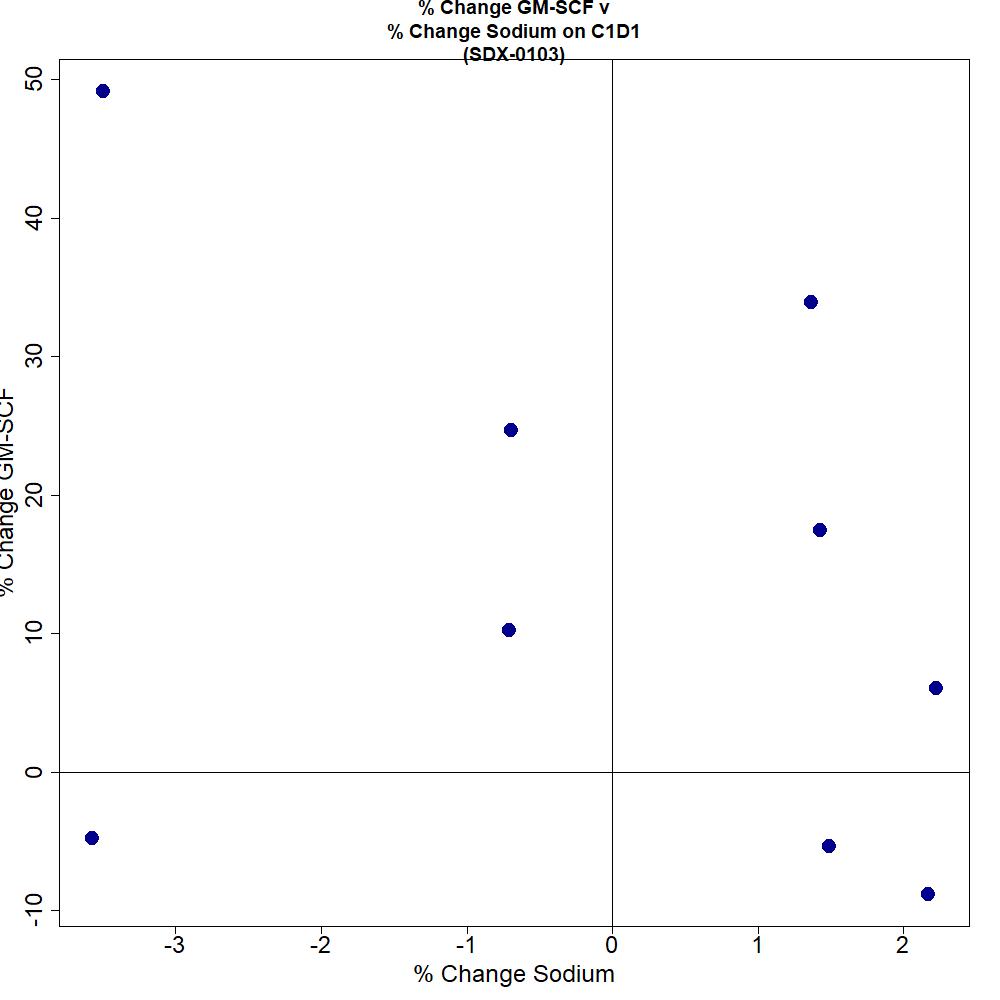 % Change GM-SCF v
% Change Sodium on C1D1
(SDX-0103)
% Change GM-SCF
50
40
30
20
10
0
-10
-3
-2
-1
0
1
2
% Change Sodium